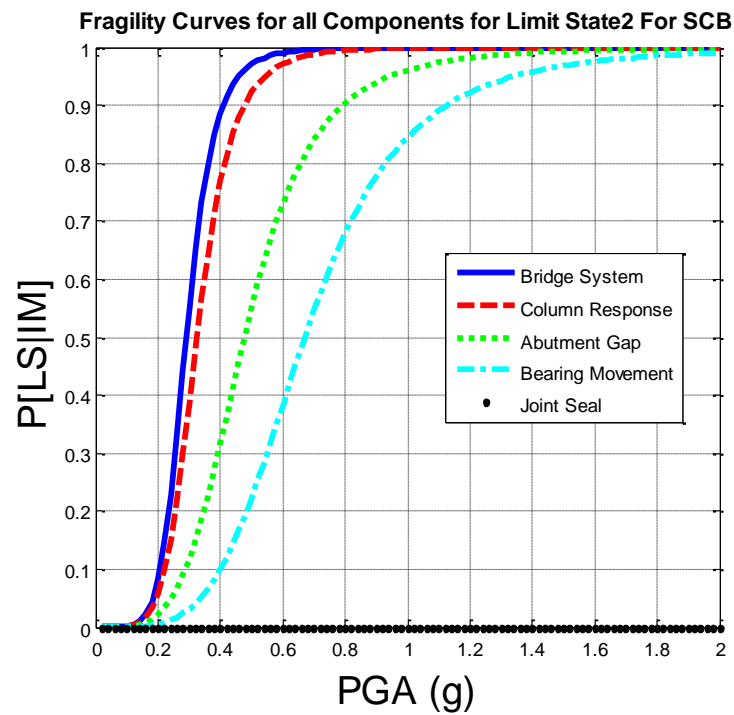 Fragility Curves for all Components for Limit State2 For SCB
P[LS|IM]
1
0.9
0.8
0.7
0.6
0.5
0.4
0.3
0.2
0.1
0
Bridge System
Column Response
Abutment Gap
Bearing Movement
Joint Seal
0 0.2 0.4 0.6 0.8 1 1.2 1.4 1.6 1.8 2
PGA (g)